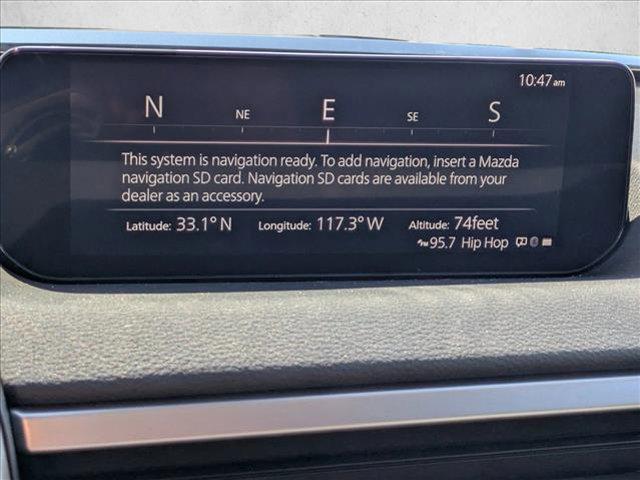 10:47 am
N NE E SE S
This system is navigation ready. To add navigation, insert a Mazda
navigation SD card. Navigation SD cards are available from your
dealer as an accessory.
Latitude: 33.1° N Longitude: 117.3° W Altitude: 74feet
95.7 Hip Hop